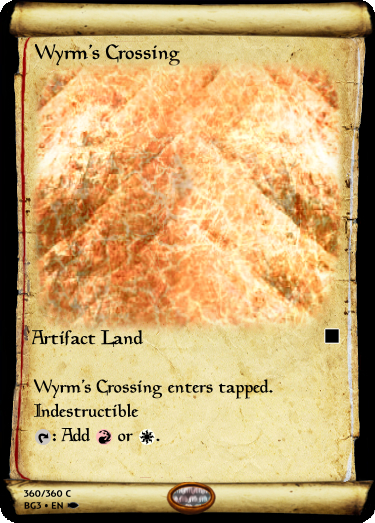 Wyrm's Crossing
Artifact Land
Wyrm's Crossing enters tapped.
Indestructible
: Add or .
360/360 C
BG3 • EN